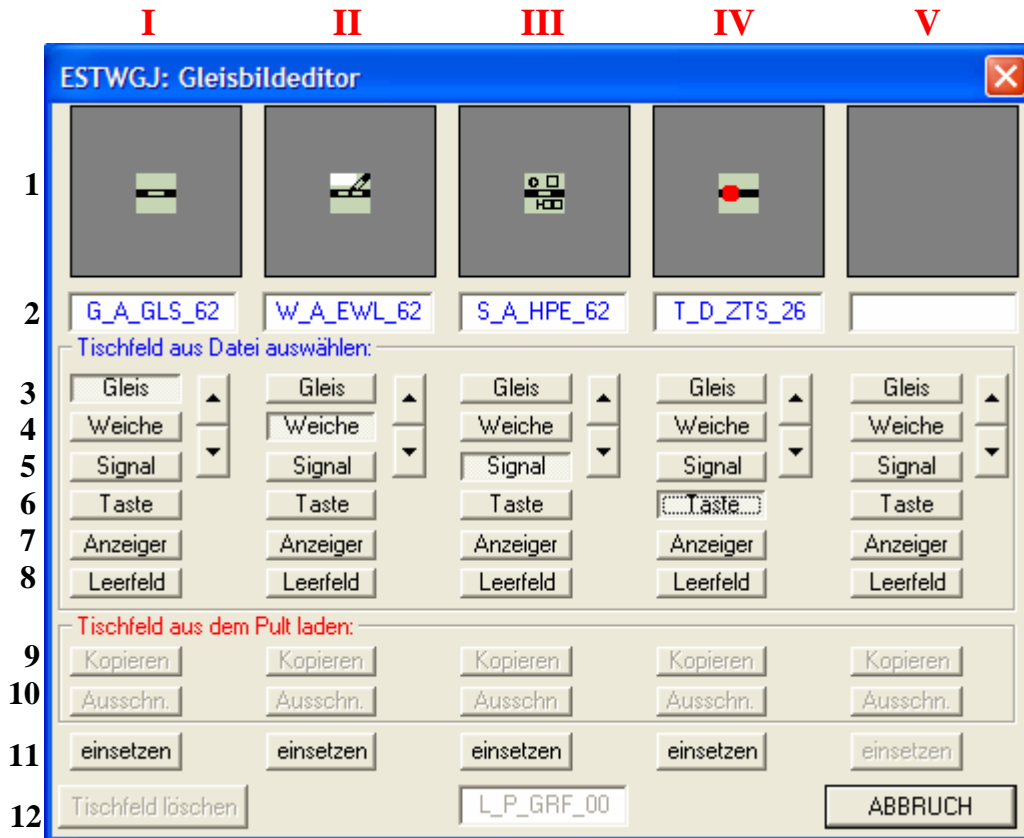 I II III IV V
ESTWGJ: Gleisbildeditor
1
2 G_A_GLS_62 W_A_EWL_62 S_A_HPE_62 T_D_ZTS_26
Tischfeld aus Datei auswählen:
3 Gleis Gleis Gleis Gleis Gleis
4 Weiche Weiche Weiche Weiche Weiche
5 Signal Signal Signal Signal Signal
6 Taste Taste Taste Taste Taste
7 Anzeiger Anzeiger Anzeiger Anzeiger Anzeiger
8 Leerfeld Leerfeld Leerfeld Leerfeld Leerfeld
Tischfeld aus dem Pult laden:
9 Kopieren Kopieren Kopieren Kopieren Kopieren
10 Ausschn. Ausschn. Ausschn Ausschn. Ausschn.
11 einsetzen einsetzen einsetzen einsetzen einsetzen
12 Tischfeld löschen L_P_GRF_00 ABBRUCH